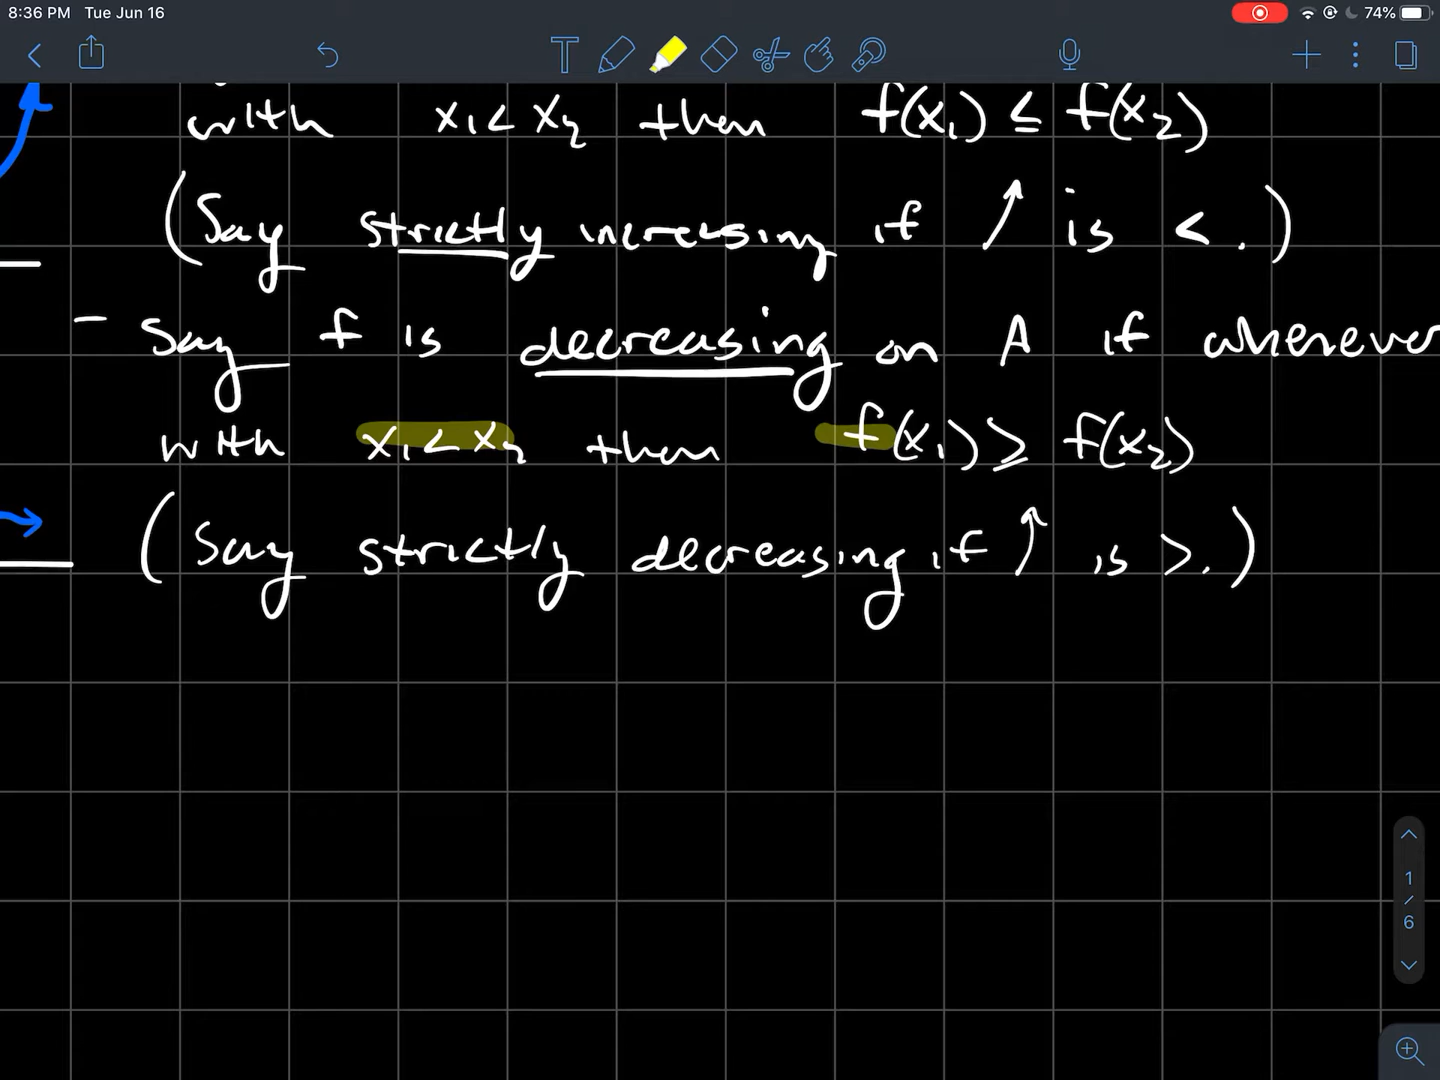 8:36 PM Tue Jun 16
74%
T
with x₁ < x₂ then f(x₁) ≤ f(x₂)
(Say strictly increasing if ↑ is < .)
- Say f is decreasing on A if whenever
with x₁ < x₂ then f(x₁) ≥ f(x₂)
(Say strictly decreasing if ↑ is > .)
1
/
6